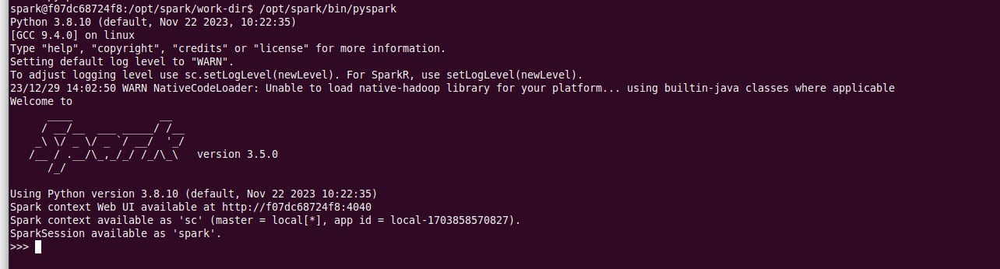 spark@f07dc68724f8:/opt/spark/work-dir$ /opt/spark/bin/pyspark
Python 3.8.10 (default, Nov 22 2023, 10:22:35)
[GCC 9.4.0] on linux
Type "help", "copyright", "credits" or "license" for more information.
Setting default log level to "WARN".
To adjust logging level use sc.setLogLevel(newLevel). For SparkR, use setLogLevel(newLevel).
23/12/29 14:02:50 WARN NativeCodeLoader: Unable to load native-hadoop library for your platform... using builtin-java classes where applicable
Welcome to
      ____              __
     / __/__  ___ _____/ /__
    _\ \/ _ \/ _ `/ __/  '_/
   /__ / .__/\_,_/_/ /_/\_\   version 3.5.0
      /_/
Using Python version 3.8.10 (default, Nov 22 2023 10:22:35)
Spark context Web UI available at http://f07dc68724f8:4040
Spark context available as 'sc' (master = local[*], app id = local-1703858570827).
SparkSession available as 'spark'.
>>>